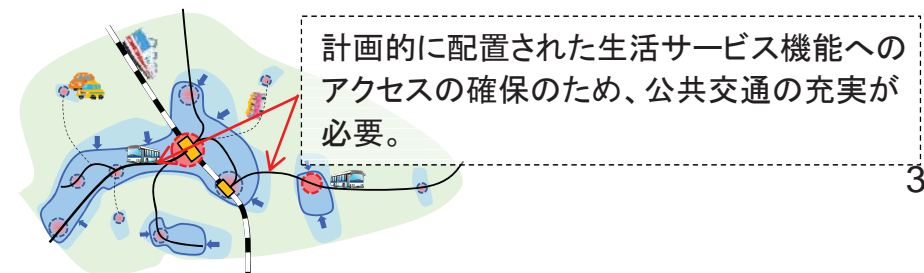 計画的に配置された生活サービス機能への
アクセスの確保のため、公共交通の充実が
必要。
3